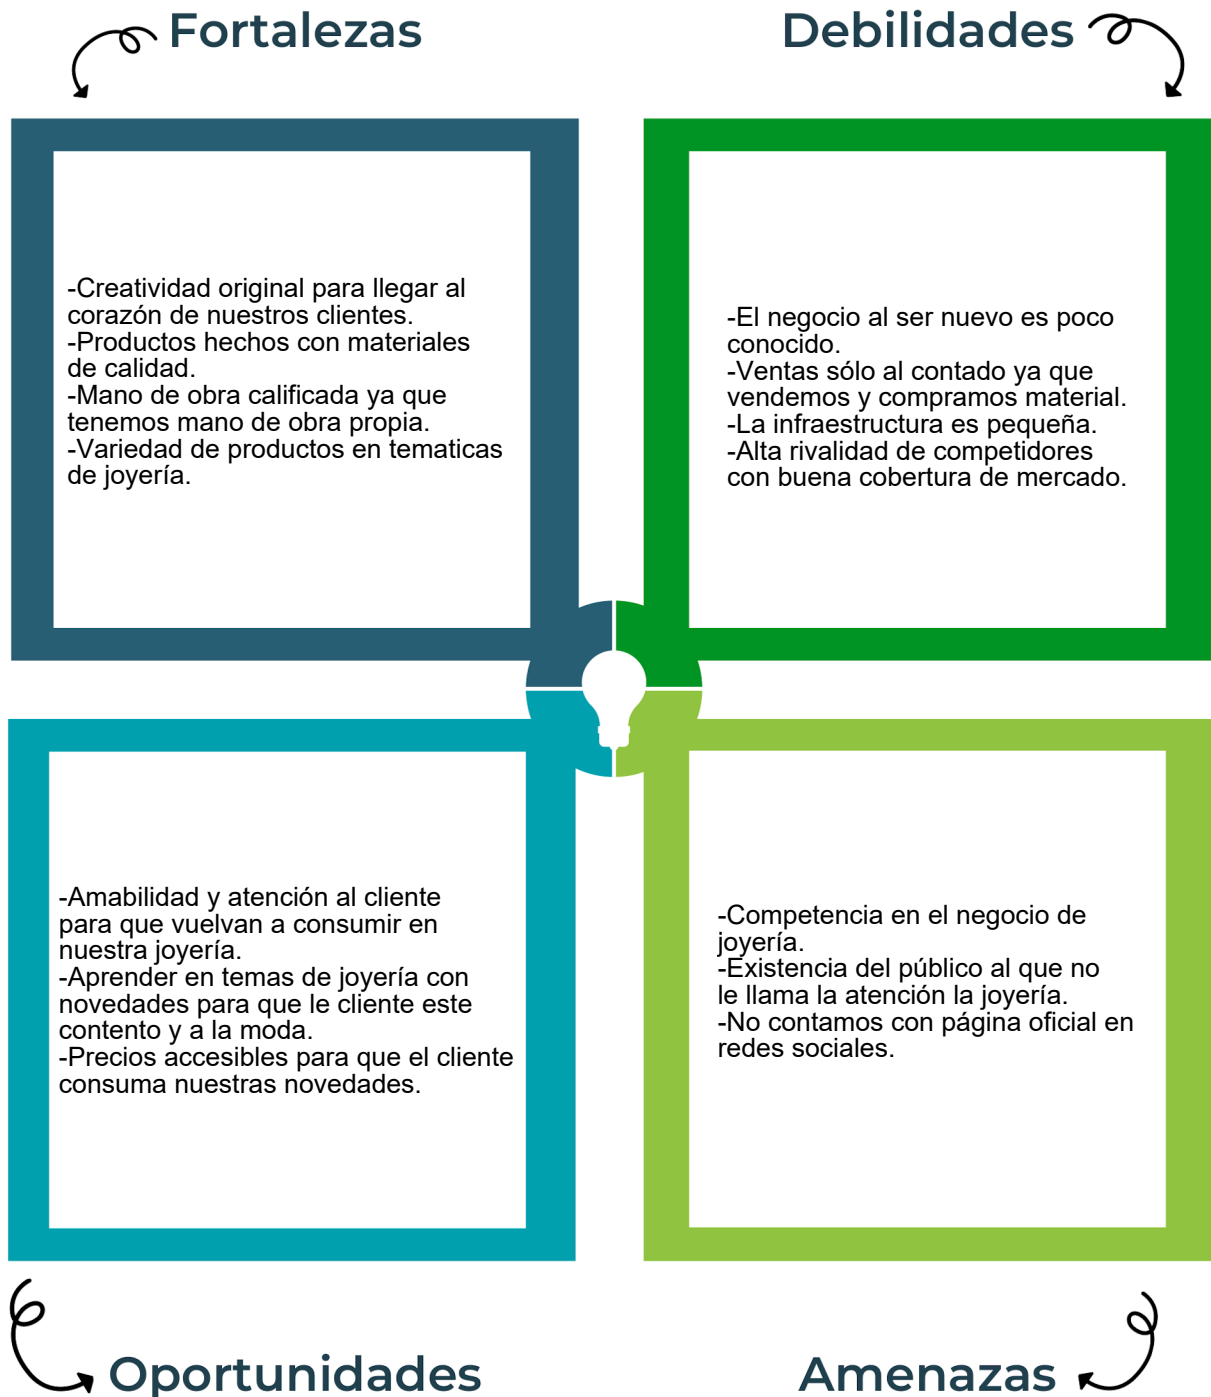 Fortalezas
-Creatividad original para llegar al
corazón de nuestros clientes.
-Productos hechos con materiales
de calidad.
-Mano de obra calificada ya que
tenemos mano de obra propia.
-Variedad de productos en tematicas
de joyería.
Debilidades
-El negocio al ser nuevo es poco
conocido.
-Ventas sólo al contado ya que
vendemos y compramos material.
-La infraestructura es pequeña.
-Alta rivalidad de competidores
con buena cobertura de mercado.
-Amabilidad y atención al cliente
para que vuelvan a consumir en
nuestra joyería.
-Aprender en temas de joyería con
novedades para que le cliente este
contento y a la moda.
-Precios accesibles para que el cliente
consuma nuestras novedades.
Oportunidades
-Competencia en el negocio de
joyería.
-Existencia del público al que no
le llama la atención la joyería.
-No contamos con página oficial en
redes sociales.
Amenazas